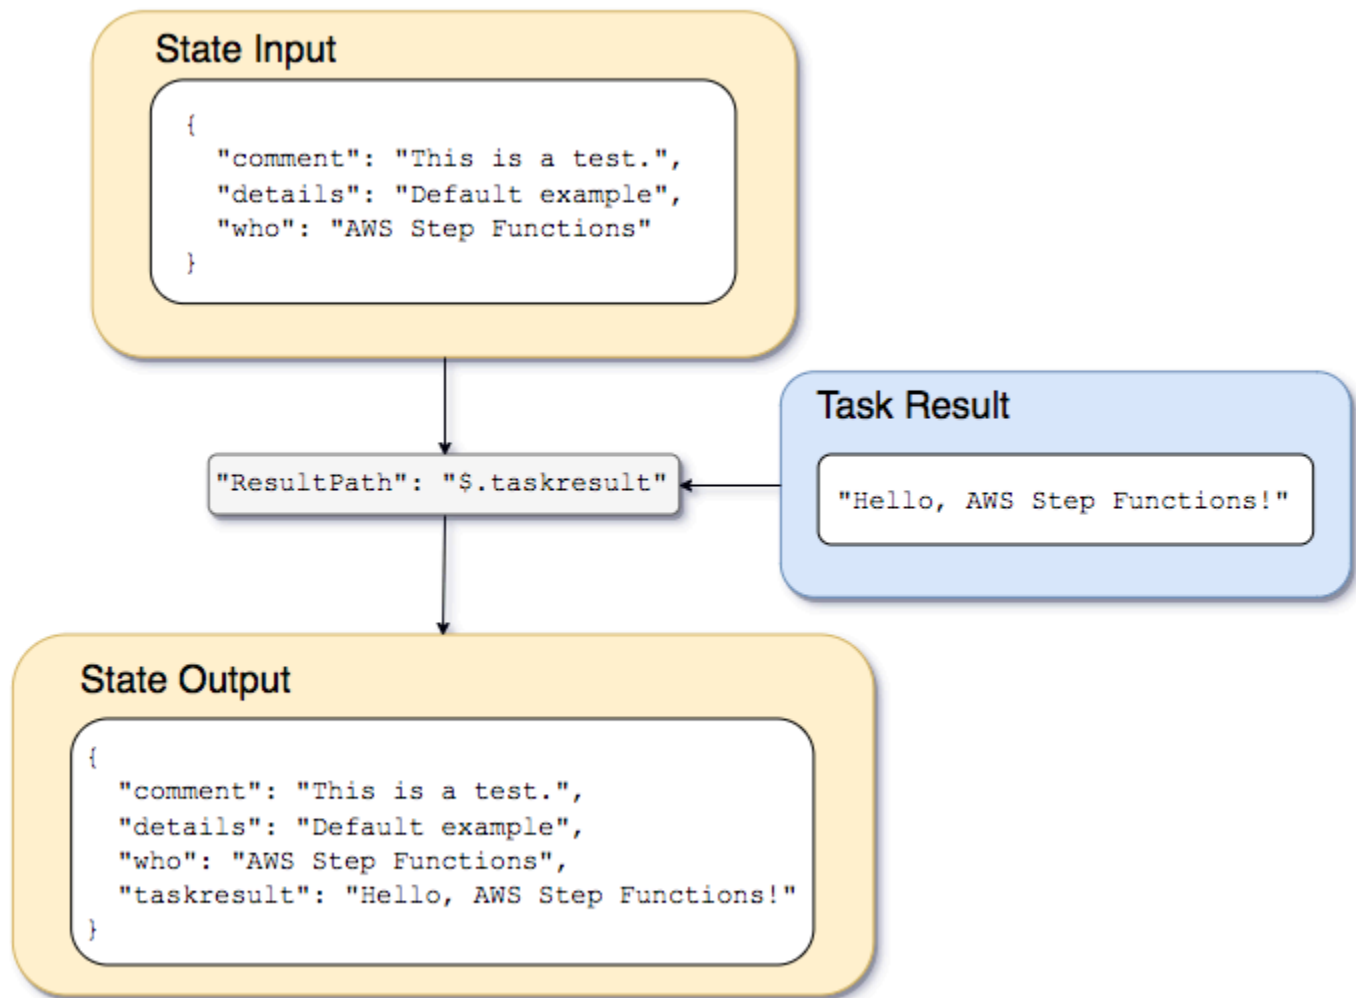 State Input
{
  "comment": "This is a test.",
  "details": "Default example",
  "who": "AWS Step Functions"
}
"ResultPath": "$.taskresult"
Task Result
"Hello, AWS Step Functions!"
State Output
{
  "comment": "This is a test.",
  "details": "Default example",
  "who": "AWS Step Functions",
  "taskresult": "Hello, AWS Step Functions!"
}